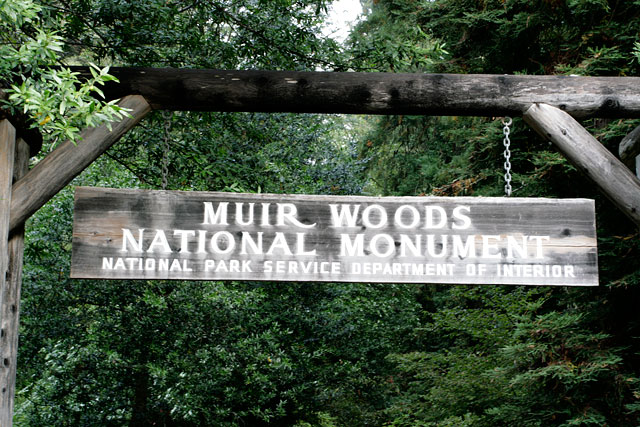 MUIR WOODS
NATIONAL MONUMENT
NATIONAL PARK SERVICE DEPARTMENT OF INTERIOR